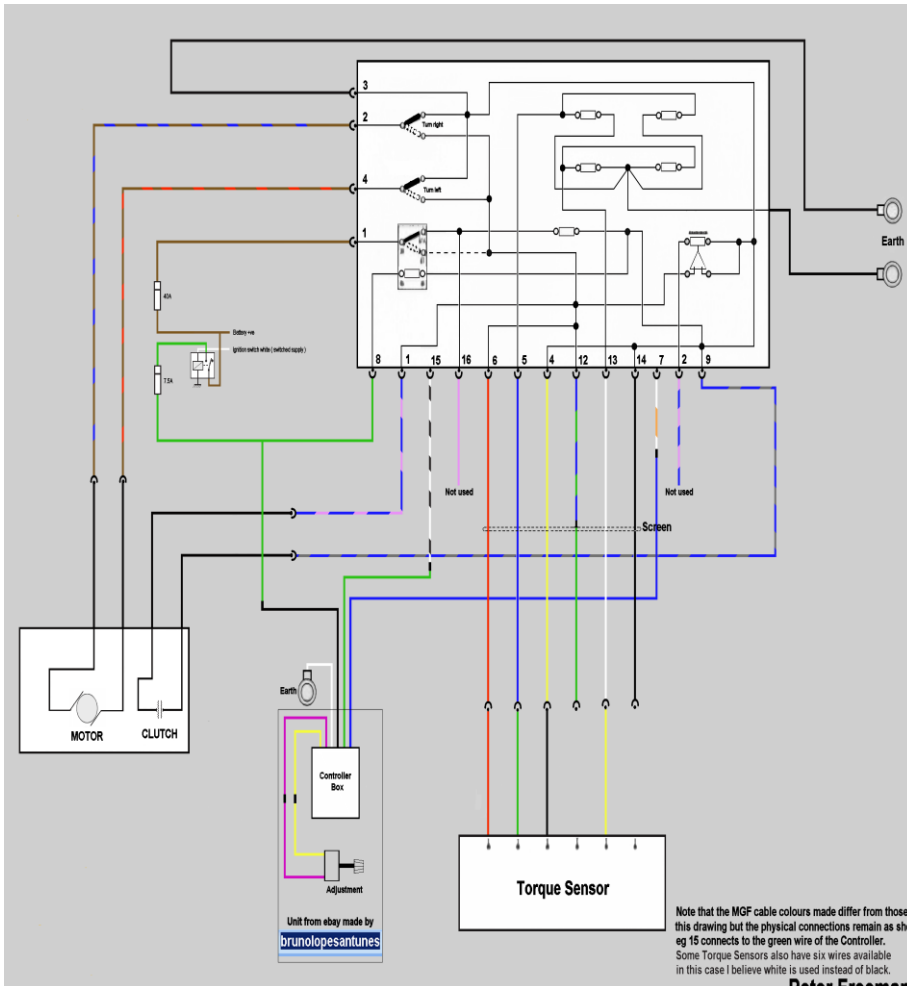 3
2
Turn right
4
Turn left
1
Earth
40A
Battery +ve
Ignition switch white ( switched supply )
7.5A
8 1 15 16 6 5 4 12 13 14 7 2 9
Not used
Not used
Screen
MOTOR
CLUTCH
Earth
Controller
Box
Adjustment
Unit from ebay made by
brunolopesantunes
Torque Sensor
Note that the MGF cable colours made differ from those
this drawing but the physical connections remain as sho
eg 15 connects to the green wire of the Controller.
Some Torque Sensors also have six wires available
in this case I believe white is used instead of black.
Peter Freeman